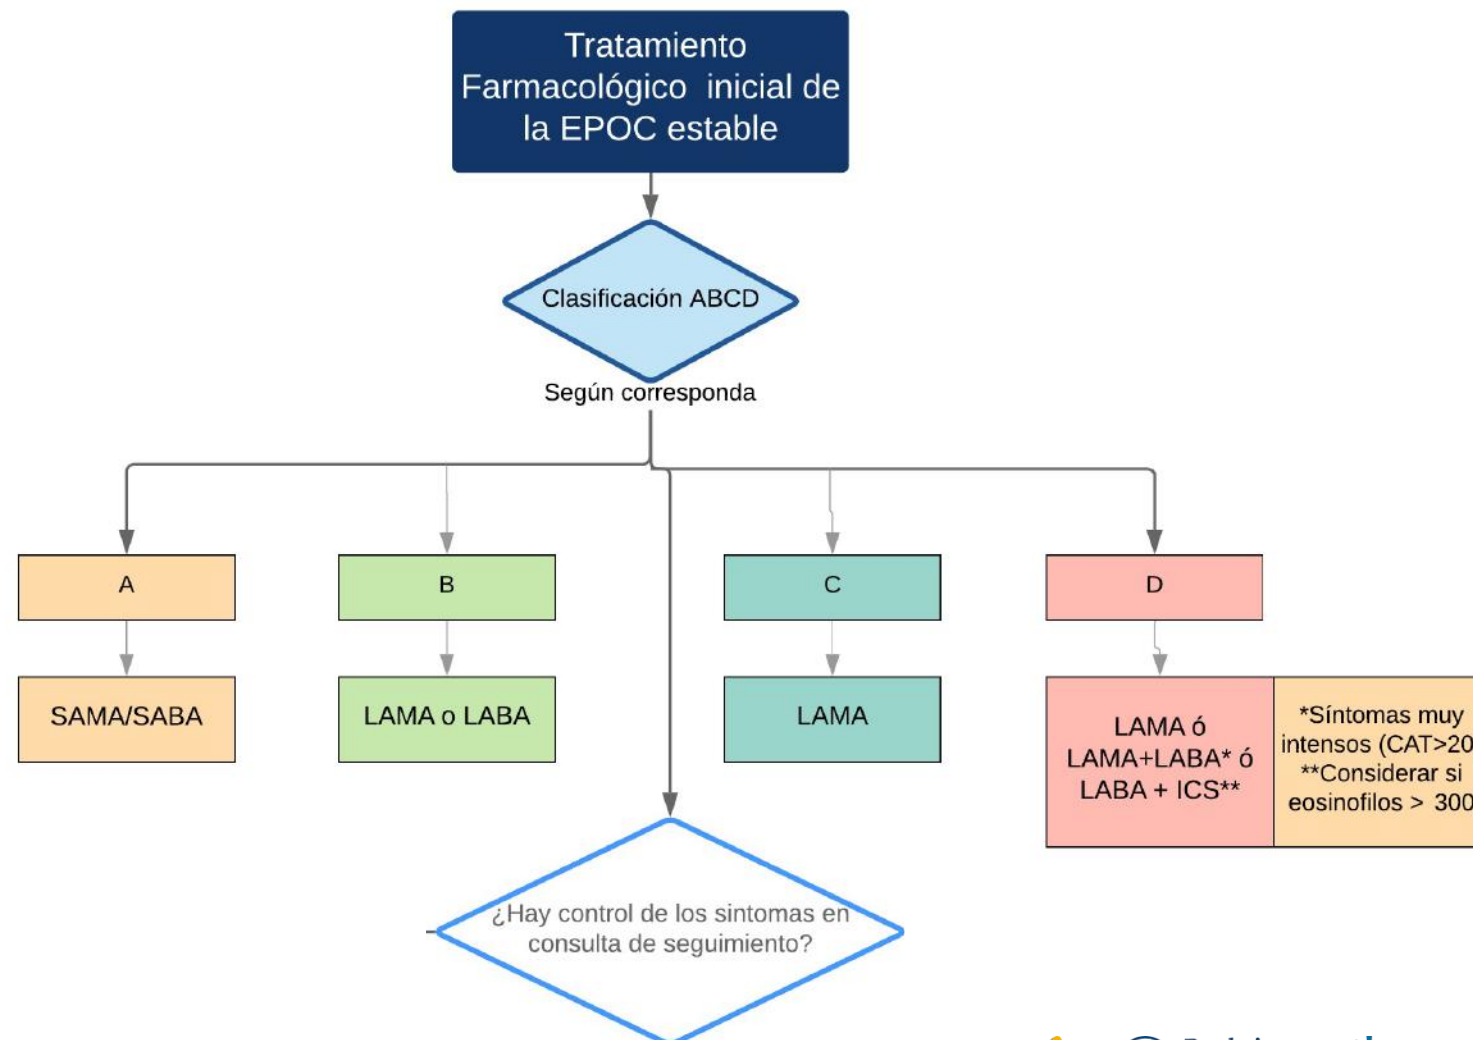 Tratamiento
Farmacológico inicial de
la EPOC estable
Clasificación ABCD
Según corresponda
A
B
C
D
SAMA/SABA
LAMA o LABA
LAMA
LAMA ó
LAMA+LABA* ó
LABA + ICS**
*Síntomas muy
intensos (CAT>20
**Considerar si
eosinofilos > 300
¿Hay control de los sintomas en
consulta de seguimiento?